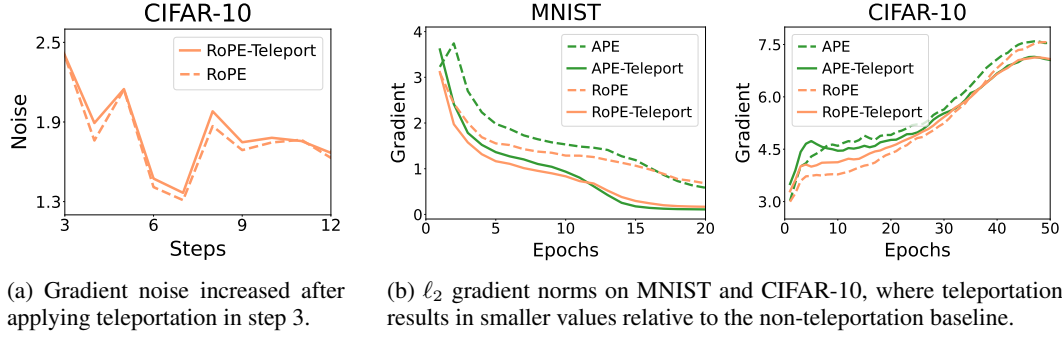 CIFAR-10
2.5
1.9
1.3
Noise
RoPE-Teleport
RoPE
3
6
9
12
Steps
MNIST
4
3
2
1
0
Gradient
APE
APE-Teleport
RoPE
RoPE-Teleport
0
5
10
15
20
Epochs
CIFAR-10
7.5
6.0
4.5
3.0
Gradient
APE
APE-Teleport
RoPE
RoPE-Teleport
0
10
20
30
40
50
Epochs
(a) Gradient noise increased after
applying teleportation in step 3.
(b) ℓ₂ gradient norms on MNIST and CIFAR-10, where teleportation
results in smaller values relative to the non-teleportation baseline.